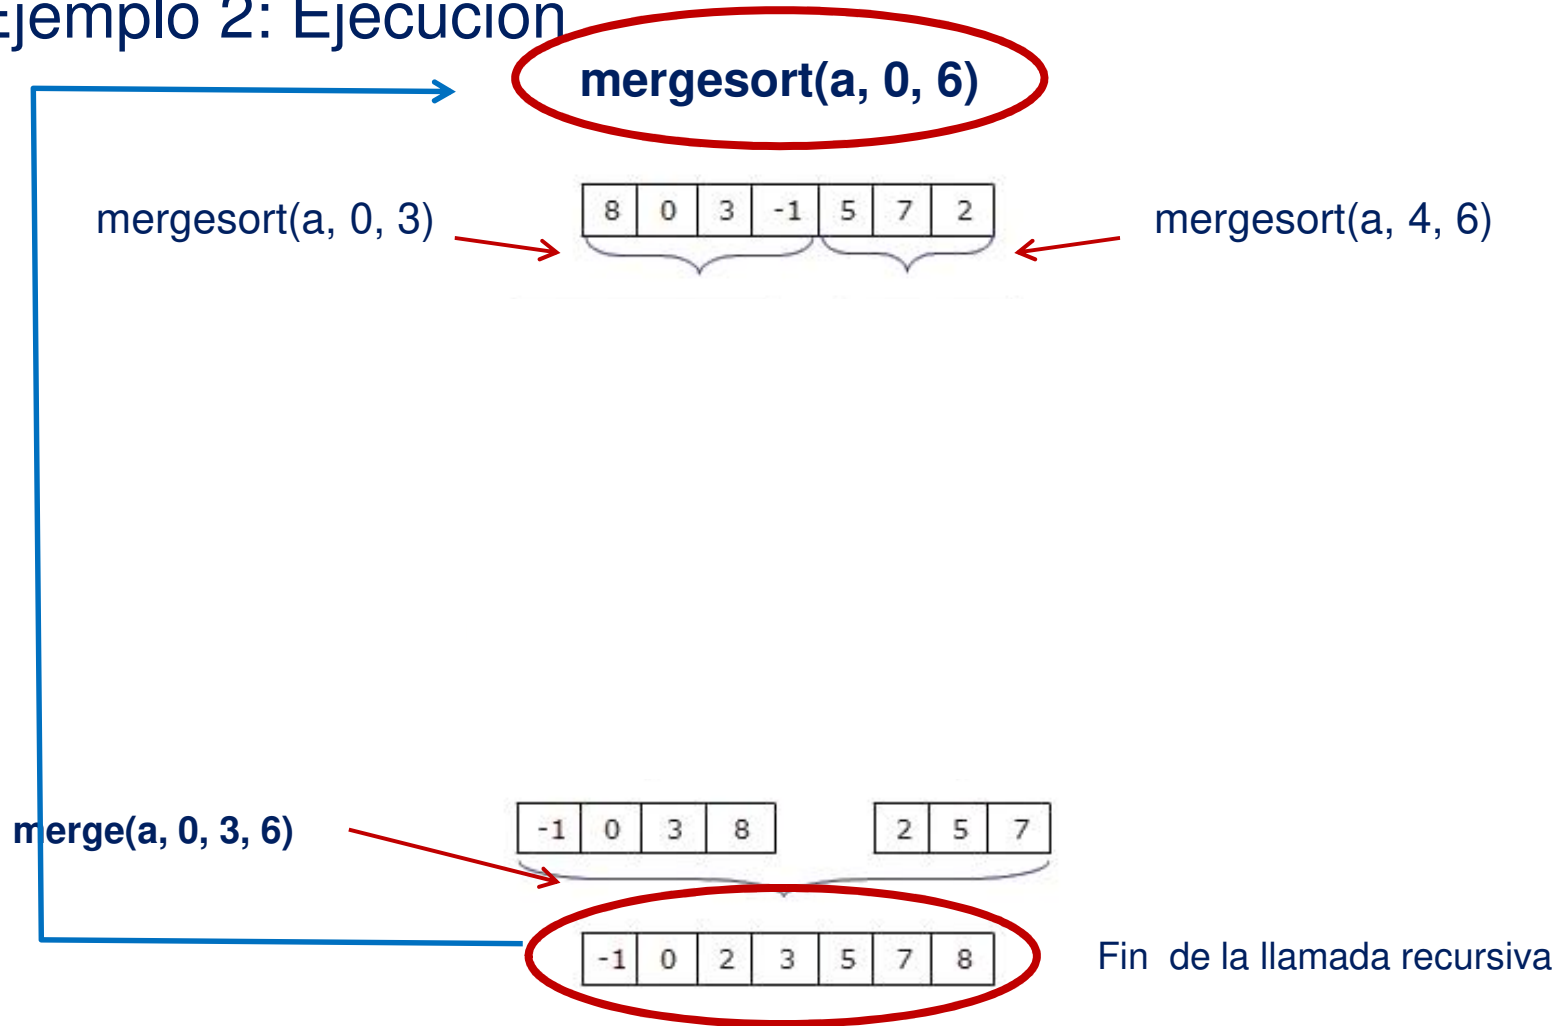 Ejemplo 2: Ejecución
mergesort(a, 0, 6)
mergesort(a, 0, 3)
8 0 3 -1 5 7 2
mergesort(a, 4, 6)
merge(a, 0, 3, 6)
-1 0 3 8
2 5 7
-1 0 2 3 5 7 8
Fin de la llamada recursiva